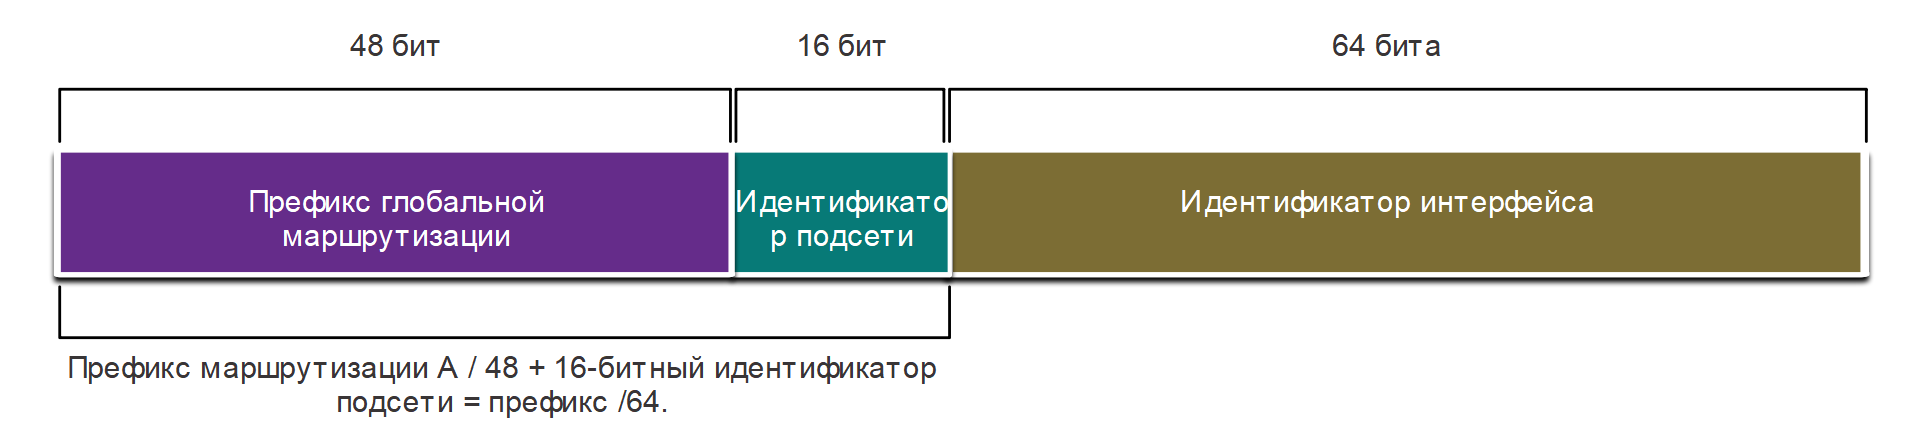 48 бит
16 бит
64 бита
Префикс глобальной
маршрутизации
Идентификато
р подсети
Идентификатор интерфейса
Префикс маршрутизации A / 48 + 16-битный идентификатор
подсети = префикс /64.